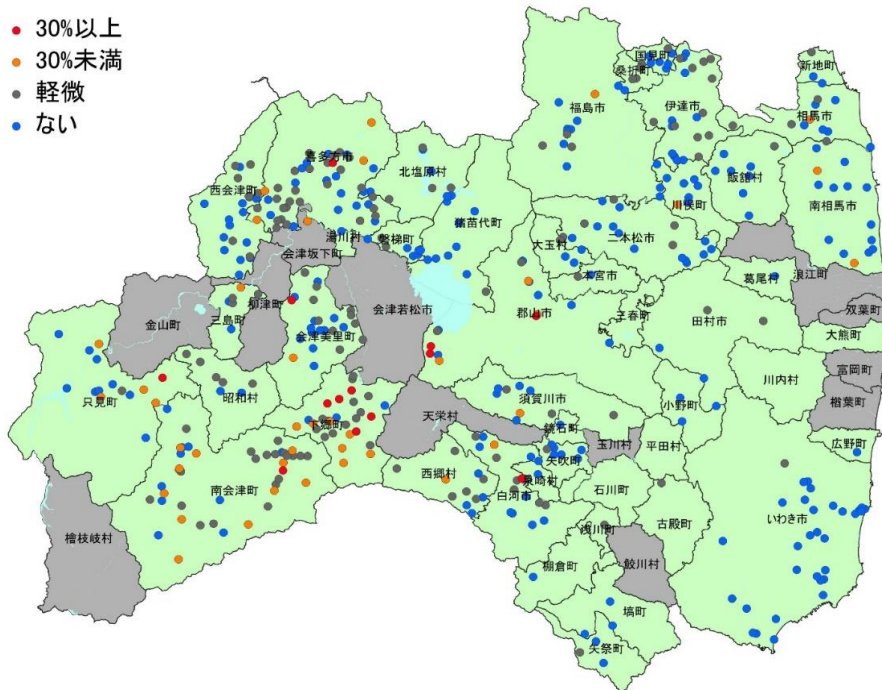 30%以上
30%未満
軽微
ない
国見町
桑折町
新地町
福島市
伊達市
相馬市
喜多方市
北塩原村
西会津町
飯舘村
川俣町
南相馬市
猪苗代町
湯川村
磐梯町
大玉村
二本松市
会津坂下町
本宮市
葛尾村
浪江町
金山町
三島町
柳津町
会津若松市
郡山市
三春町
田村市
双葉町
会津美里町
大熊町
只見町
昭和村
川内村
富岡町
須賀川市
小野町
楢葉町
下郷町
天栄村
鏡石町
玉川村
平田村
広野町
矢吹町
西郷村
泉崎村
南会津町
白河市
石川町
古殿町
いわき市
浅川町
檜枝岐村
棚倉町
鮫川村
塙町
矢祭町